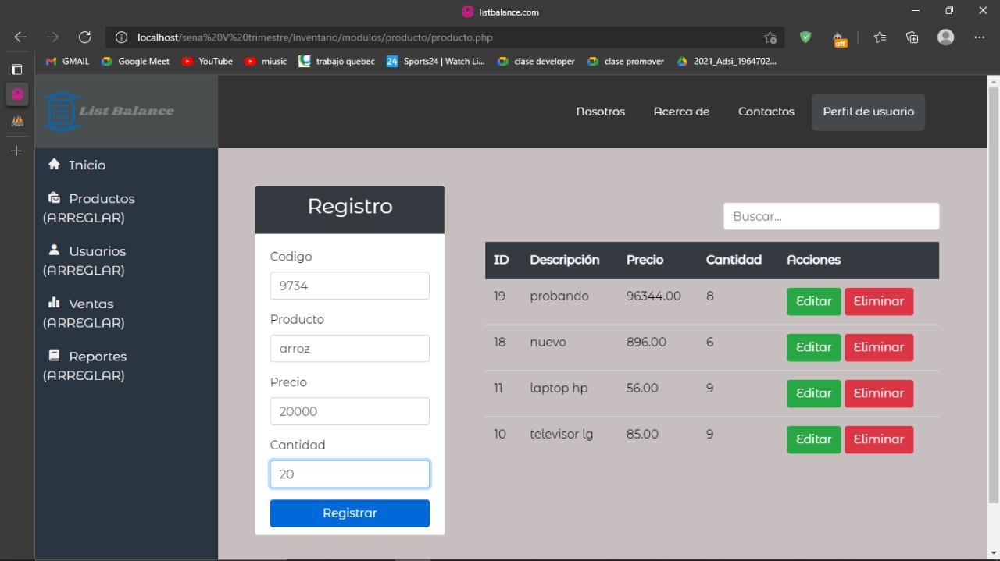 listbalance.com
localhost/sena%20V%20trimestre/Inventario/modulos/producto/producto.php
off
GMAIL
Google Meet
YouTube
miusic
trabajo quebec
24 Sports24 | Watch Li...
clase developer
clase promover
2021_Adsi_1964702...
List Balance
Nosotros
Acerca de
Contactos
Perfil de usuario
Inicio
Productos
(ARREGLAR)
Usuarios
(ARREGLAR)
Ventas
(ARREGLAR)
Reportes
(ARREGLAR)
Registro
Codigo
9734
Producto
arroz
Precio
20000
Cantidad
20
Registrar
Buscar...
ID Descripción Precio Cantidad Acciones
19 probando 96344.00 8 Editar Eliminar
18 nuevo 896.00 6 Editar Eliminar
11 laptop hp 56.00 9 Editar Eliminar
10 televisor lg 85.00 9 Editar Eliminar